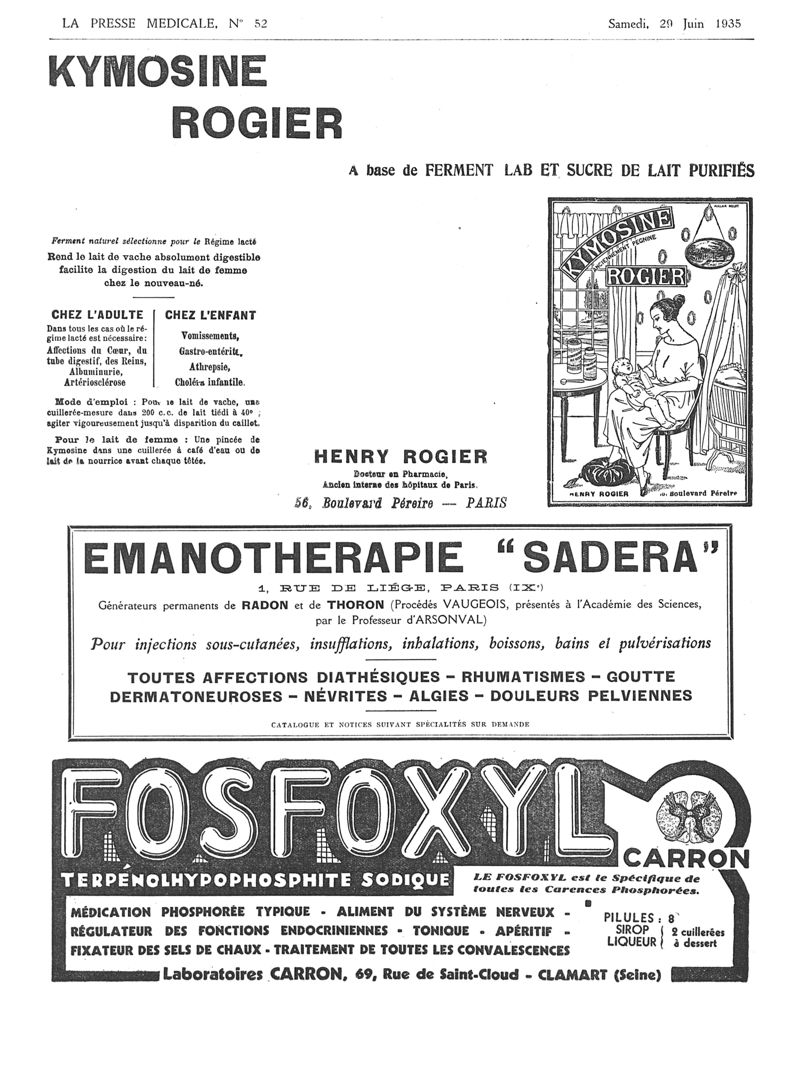 LA PRESSE MEDICALE, N° 52
Samedi, 29 Juin 1935
KYMOSINE
ROGIER
A base de FERMENT LAB ET SUCRE DE LAIT PURIFIÉS
Ferment naturel sélectionne pour le Régime lacté
Rend le lait de vache absolument digestible
facilite la digestion du lait de femme
chez le nouveau-né.
CHEZ L'ADULTE
Dans tous les cas où le ré-
gime lacté est nécessaire:
Affections du Cœur, du
tube digestif, des Reins,
Albuminurie,
Artériosclérose
CHEZ L'ENFANT
Vomissements,
Gastro-entérite,
Athrepsie,
Choléra infantile.
Mode d'emploi : Pour le lait de vache, une
cuillerée-mesure dans 200 c.c. de lait tiédi à 40° ;
agiter vigoureusement jusqu'à disparition du caillot.
Pour le lait de femme : Une pincée de
Kymosine dans une cuillerée à café d'eau ou de
lait de la nourrice avant chaque tétée.
HENRY ROGIER
Docteur en Pharmacie,
Ancien interne des hôpitaux de Paris.
56, Boulevard Péreire — PARIS
KYMOSINE
ANCIENNEMENT PEGNINE
ROGIER
HENRY ROGIER
Boulevard Péreire
EMANOTHERAPIE "SADERA"
1, RUE DE LIÉGE, PARIS (IXe)
Générateurs permanents de RADON et de THORON (Procédés VAUGEOIS, présentés à l'Académie des Sciences,
par le Professeur d'ARSONVAL)
Pour injections sous-cutanées, insufflations, inhalations, boissons, bains et pulvérisations
TOUTES AFFECTIONS DIATHÉSIQUES – RHUMATISMES – GOUTTE
DERMATONEUROSES – NÉVRITES – ALGIES – DOULEURS PELVIENNES
CATALOGUE ET NOTICES SUIVANT SPÉCIALITÉS SUR DEMANDE
FOSFOXYL
CARRON
TERPÉNOLHYPOPHOSPHITE SODIQUE
LE FOSFOXYL est le Spécifique de
toutes les Carences Phosphorées.
MÉDICATION PHOSPHORÉE TYPIQUE - ALIMENT DU SYSTÈME NERVEUX -
RÉGULATEUR DES FONCTIONS ENDOCRINIENNES - TONIQUE - APÉRITIF -
FIXATEUR DES SELS DE CHAUX - TRAITEMENT DE TOUTES LES CONVALESCENCES
PILULES : 8
SIROP
LIQUEUR
2 cuillerées
à dessert
Laboratoires CARRON, 69, Rue de Saint-Cloud - CLAMART (Seine)